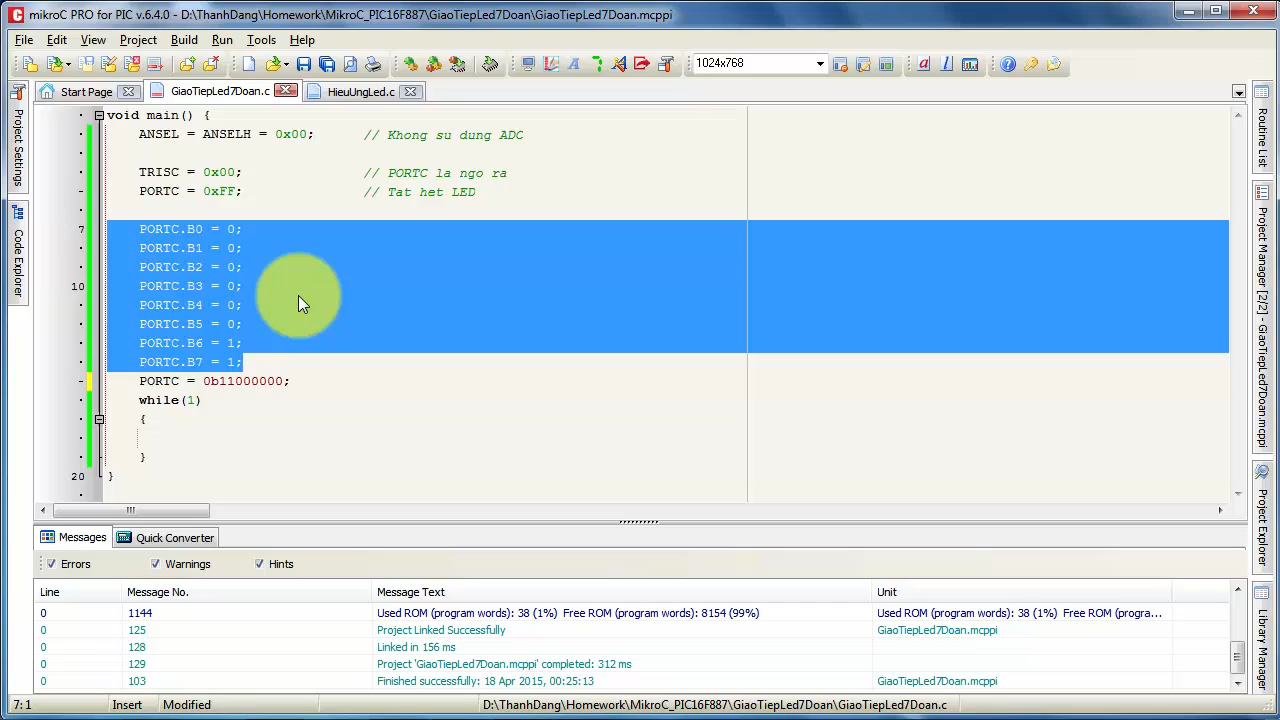 mikroC PRO for PIC v.6.4.0 - D:\ThanhDang\Homework\MikroC_PIC16F887\GiaoTiepLed7Doan\GiaoTiepLed7Doan.mcppi
File Edit View Project Build Run Tools Help
1024x768
Start Page GiaoTiepLed7Doan.c HieuUngLed.c
void main() {
ANSEL = ANSELH = 0x00; // Khong su dung ADC
TRISC = 0x00; // PORTC la ngo ra
PORTC = 0xFF; // Tat het LED
7 PORTC.B0 = 0;
PORTC.B1 = 0;
PORTC.B2 = 0;
10 PORTC.B3 = 0;
PORTC.B4 = 0;
PORTC.B5 = 0;
PORTC.B6 = 1;
PORTC.B7 = 1;
PORTC = 0b11000000;
while(1)
{
}
20 }
Project Settings
Code Explorer
Routine List
Project Manager [2/2] - GiaoTiepLed7Doan.mcppi
Project Explorer
Library Manager
Messages Quick Converter
Errors Warnings Hints
Line Message No. Message Text Unit
0 1144 Used ROM (program words): 38 (1%) Free ROM (program words): 8154 (99%) Used ROM (program words): 38 (1%) Free ROM (progra...
0 125 Project Linked Successfully GiaoTiepLed7Doan.mcppi
0 128 Linked in 156 ms
0 129 Project 'GiaoTiepLed7Doan.mcppi' completed: 312 ms
0 103 Finished successfully: 18 Apr 2015, 00:25:13 GiaoTiepLed7Doan.mcppi
7:1 Insert Modified D:\ThanhDang\Homework\MikroC_PIC16F887\GiaoTiepLed7Doan\GiaoTiepLed7Doan.c